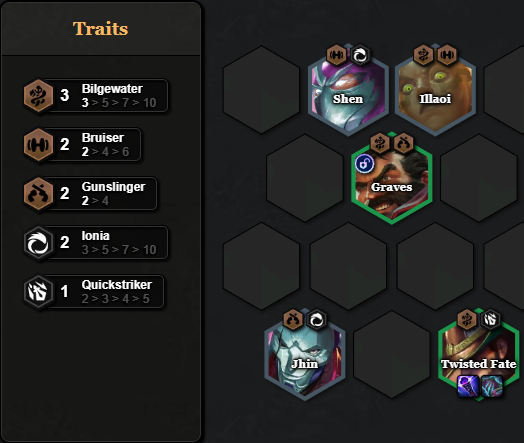 Traits
3 Bilgewater
3 > 5 > 7 > 10
2 Bruiser
2 > 4 > 6
2 Gunslinger
2 > 4
2 Ionia
3 > 5 > 7 > 10
1 Quickstriker
2 > 3 > 4 > 5
Shen
Illaoi
Graves
Jhin
Twisted Fate